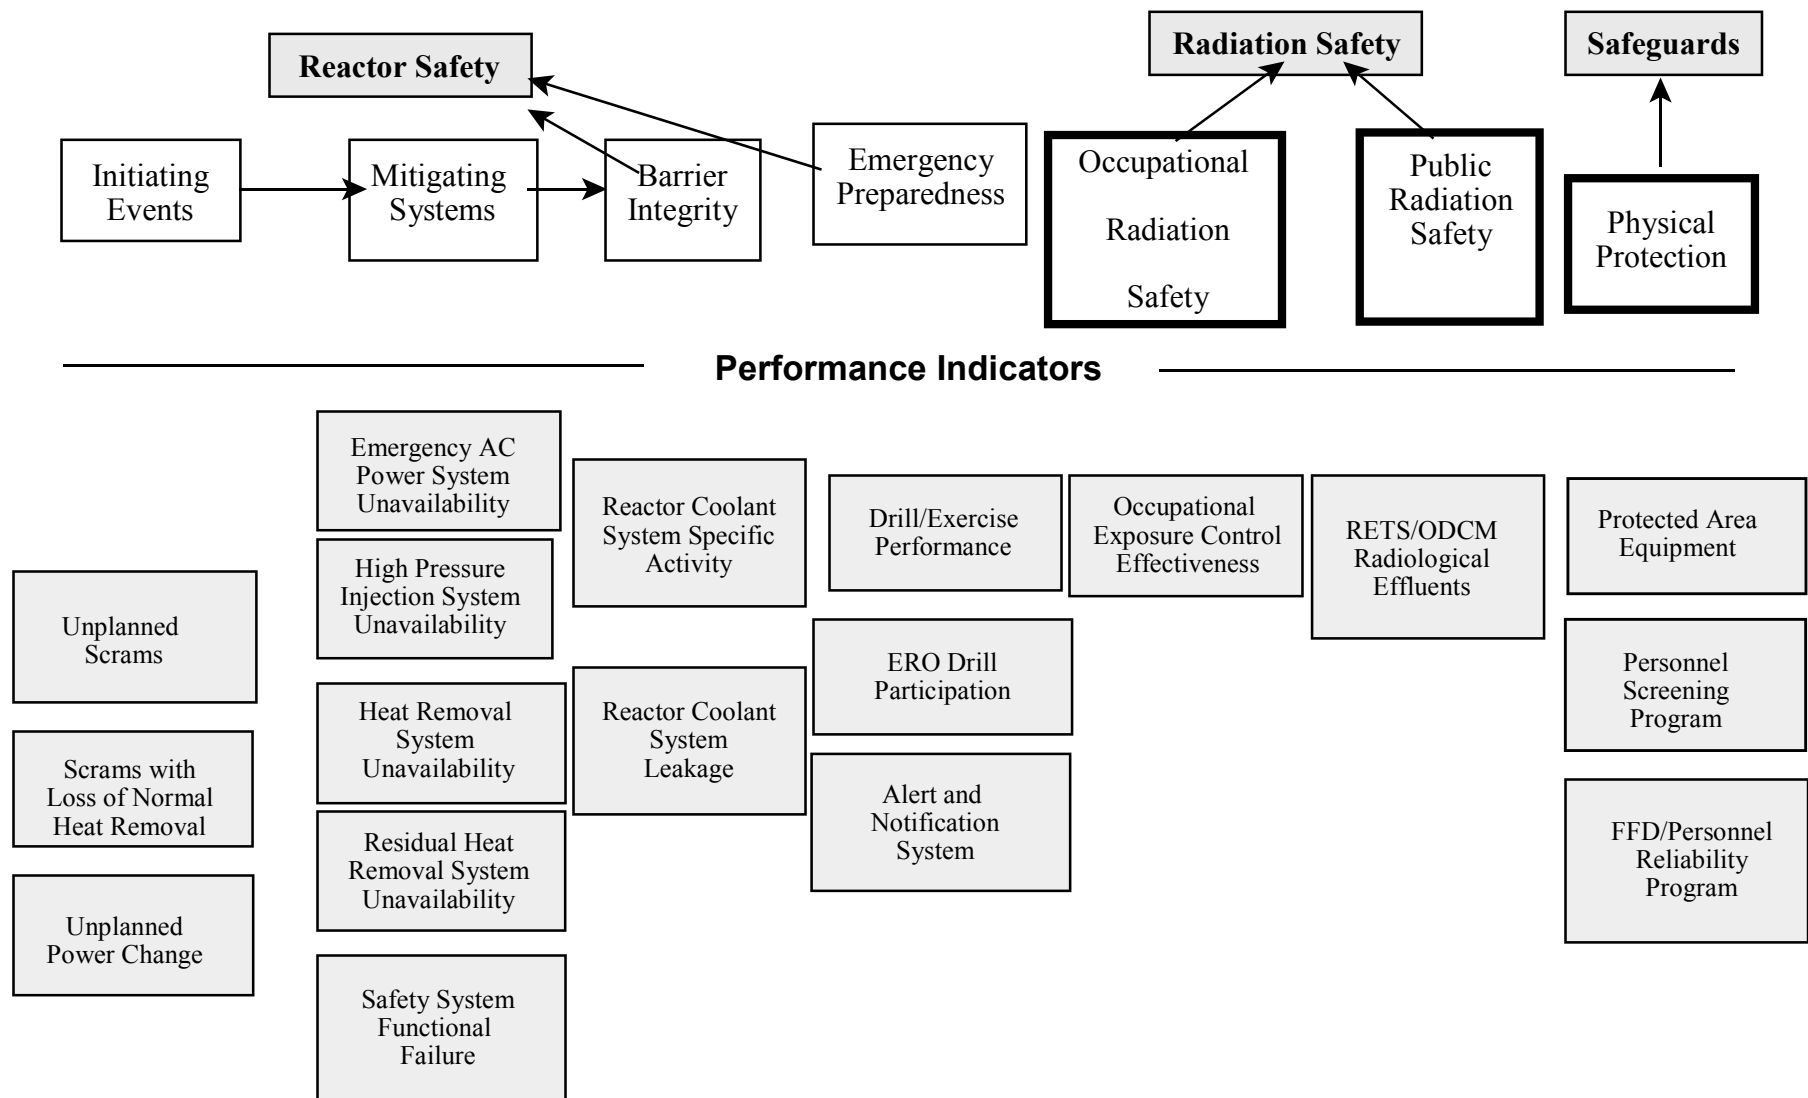 Reactor Safety
Radiation Safety
Safeguards
Initiating
Events
Mitigating
Systems
Barrier
Integrity
Emergency
Preparedness
Occupational
Radiation
Safety
Public
Radiation
Safety
Physical
Protection
Performance Indicators
Unplanned
Scrams
Scrams with
Loss of Normal
Heat Removal
Unplanned
Power Change
Emergency AC
Power System
Unavailability
High Pressure
Injection System
Unavailability
Heat Removal
System
Unavailability
Residual Heat
Removal System
Unavailability
Safety System
Functional
Failure
Reactor Coolant
System Specific
Activity
Reactor Coolant
System
Leakage
Drill/Exercise
Performance
ERO Drill
Participation
Alert and
Notification
System
Occupational
Exposure Control
Effectiveness
RETS/ODCM
Radiological
Effluents
Protected Area
Equipment
Personnel
Screening
Program
FFD/Personnel
Reliability
Program